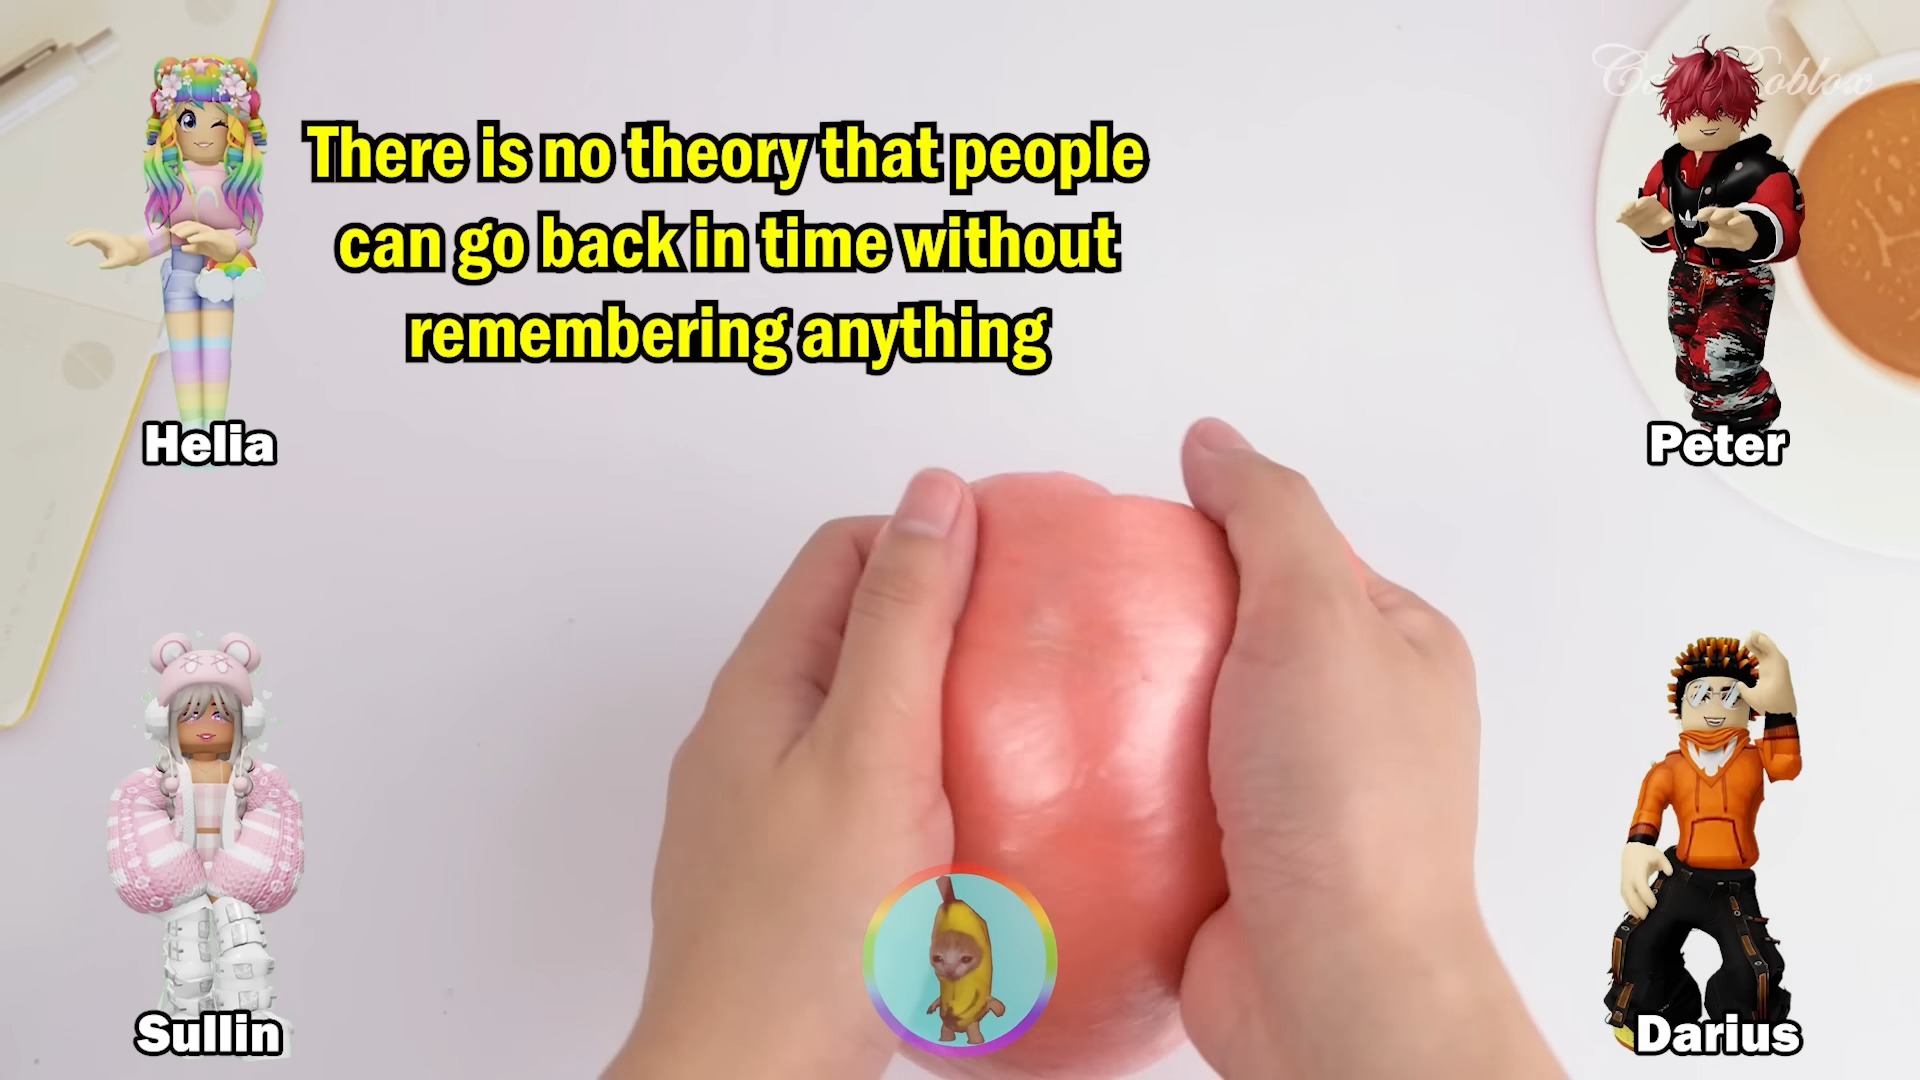 There is no theory that people
can go back in time without
remembering anything
Helia
Peter
Sullin
Darius